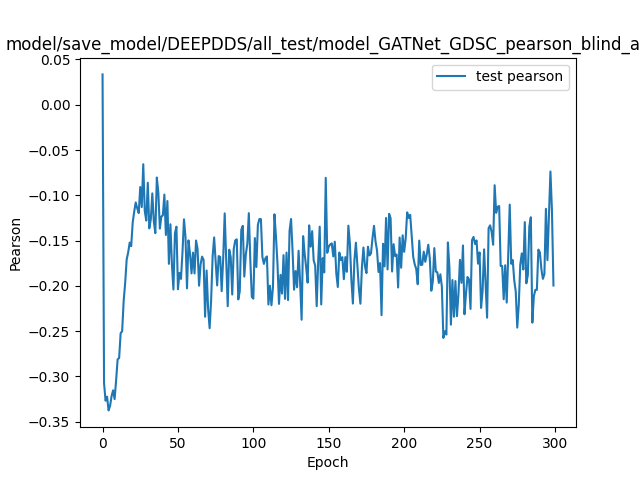 model/save_model/DEEPDDS/all_test/model_GATNet_GDSC_pearson_blind_a
test pearson
0.05
0.00
−0.05
−0.10
−0.15
−0.20
−0.25
−0.30
−0.35
Pearson
0 50 100 150 200 250 300
Epoch